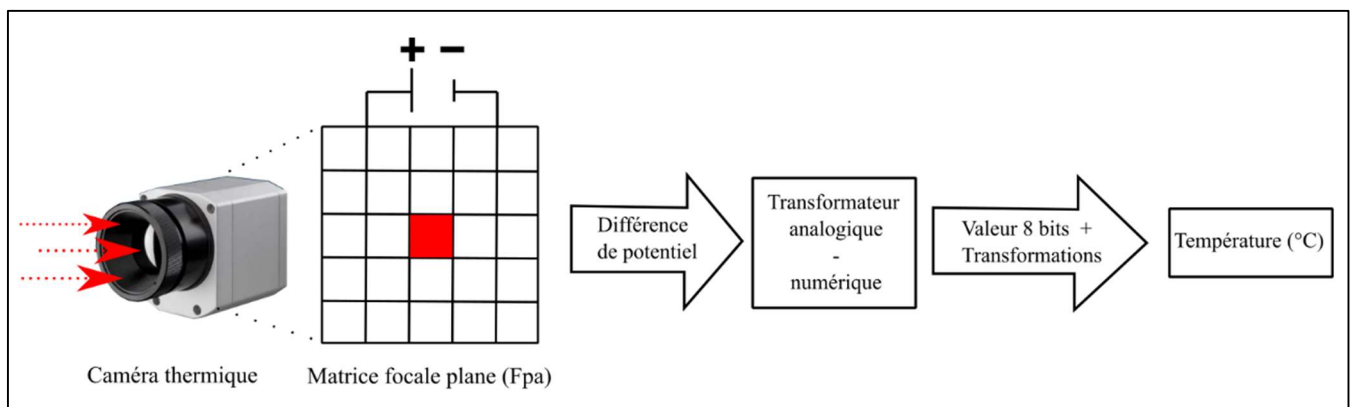 + −
Différence
de potentiel
Transformateur
analogique
-
numérique
Valeur 8 bits +
Transformations
Température (°C)
Caméra thermique
Matrice focale plane (Fpa)